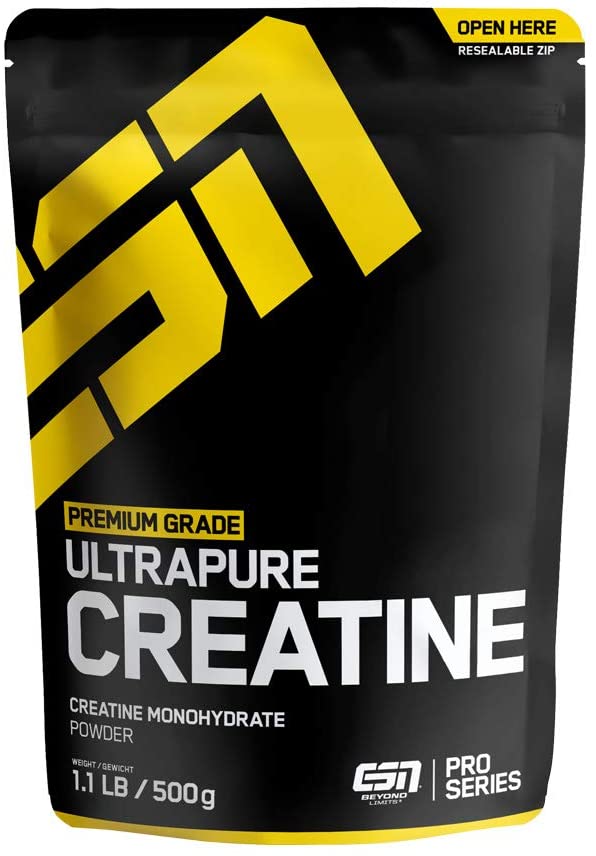 OPEN HERE
RESEALABLE ZIP
ESN
PREMIUM GRADE
ULTRAPURE
CREATINE
CREATINE MONOHYDRATE
POWDER
WEIGHT / GEWICHT
1.1 LB / 500g
ESN
BEYOND
LIMITS®
PRO
SERIES